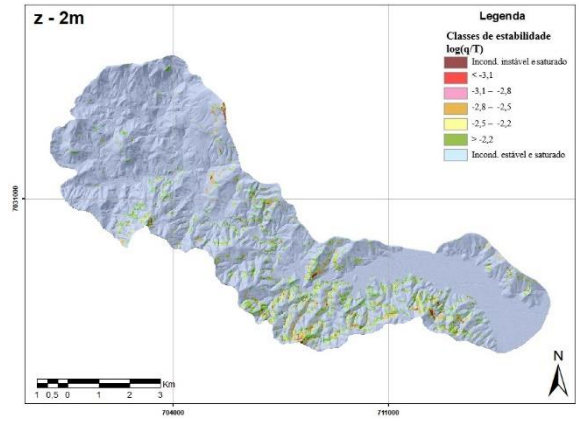 z - 2m
Legenda
Classes de estabilidade
log(q/T)
Incond. instável e saturado
< -3,1
-3,1 – -2,8
-2,8 – -2,5
-2,5 – -2,2
> -2,2
Incond. estável e saturado
7031000
N
1 0.5 0 1 2 3 Km
704000
711000